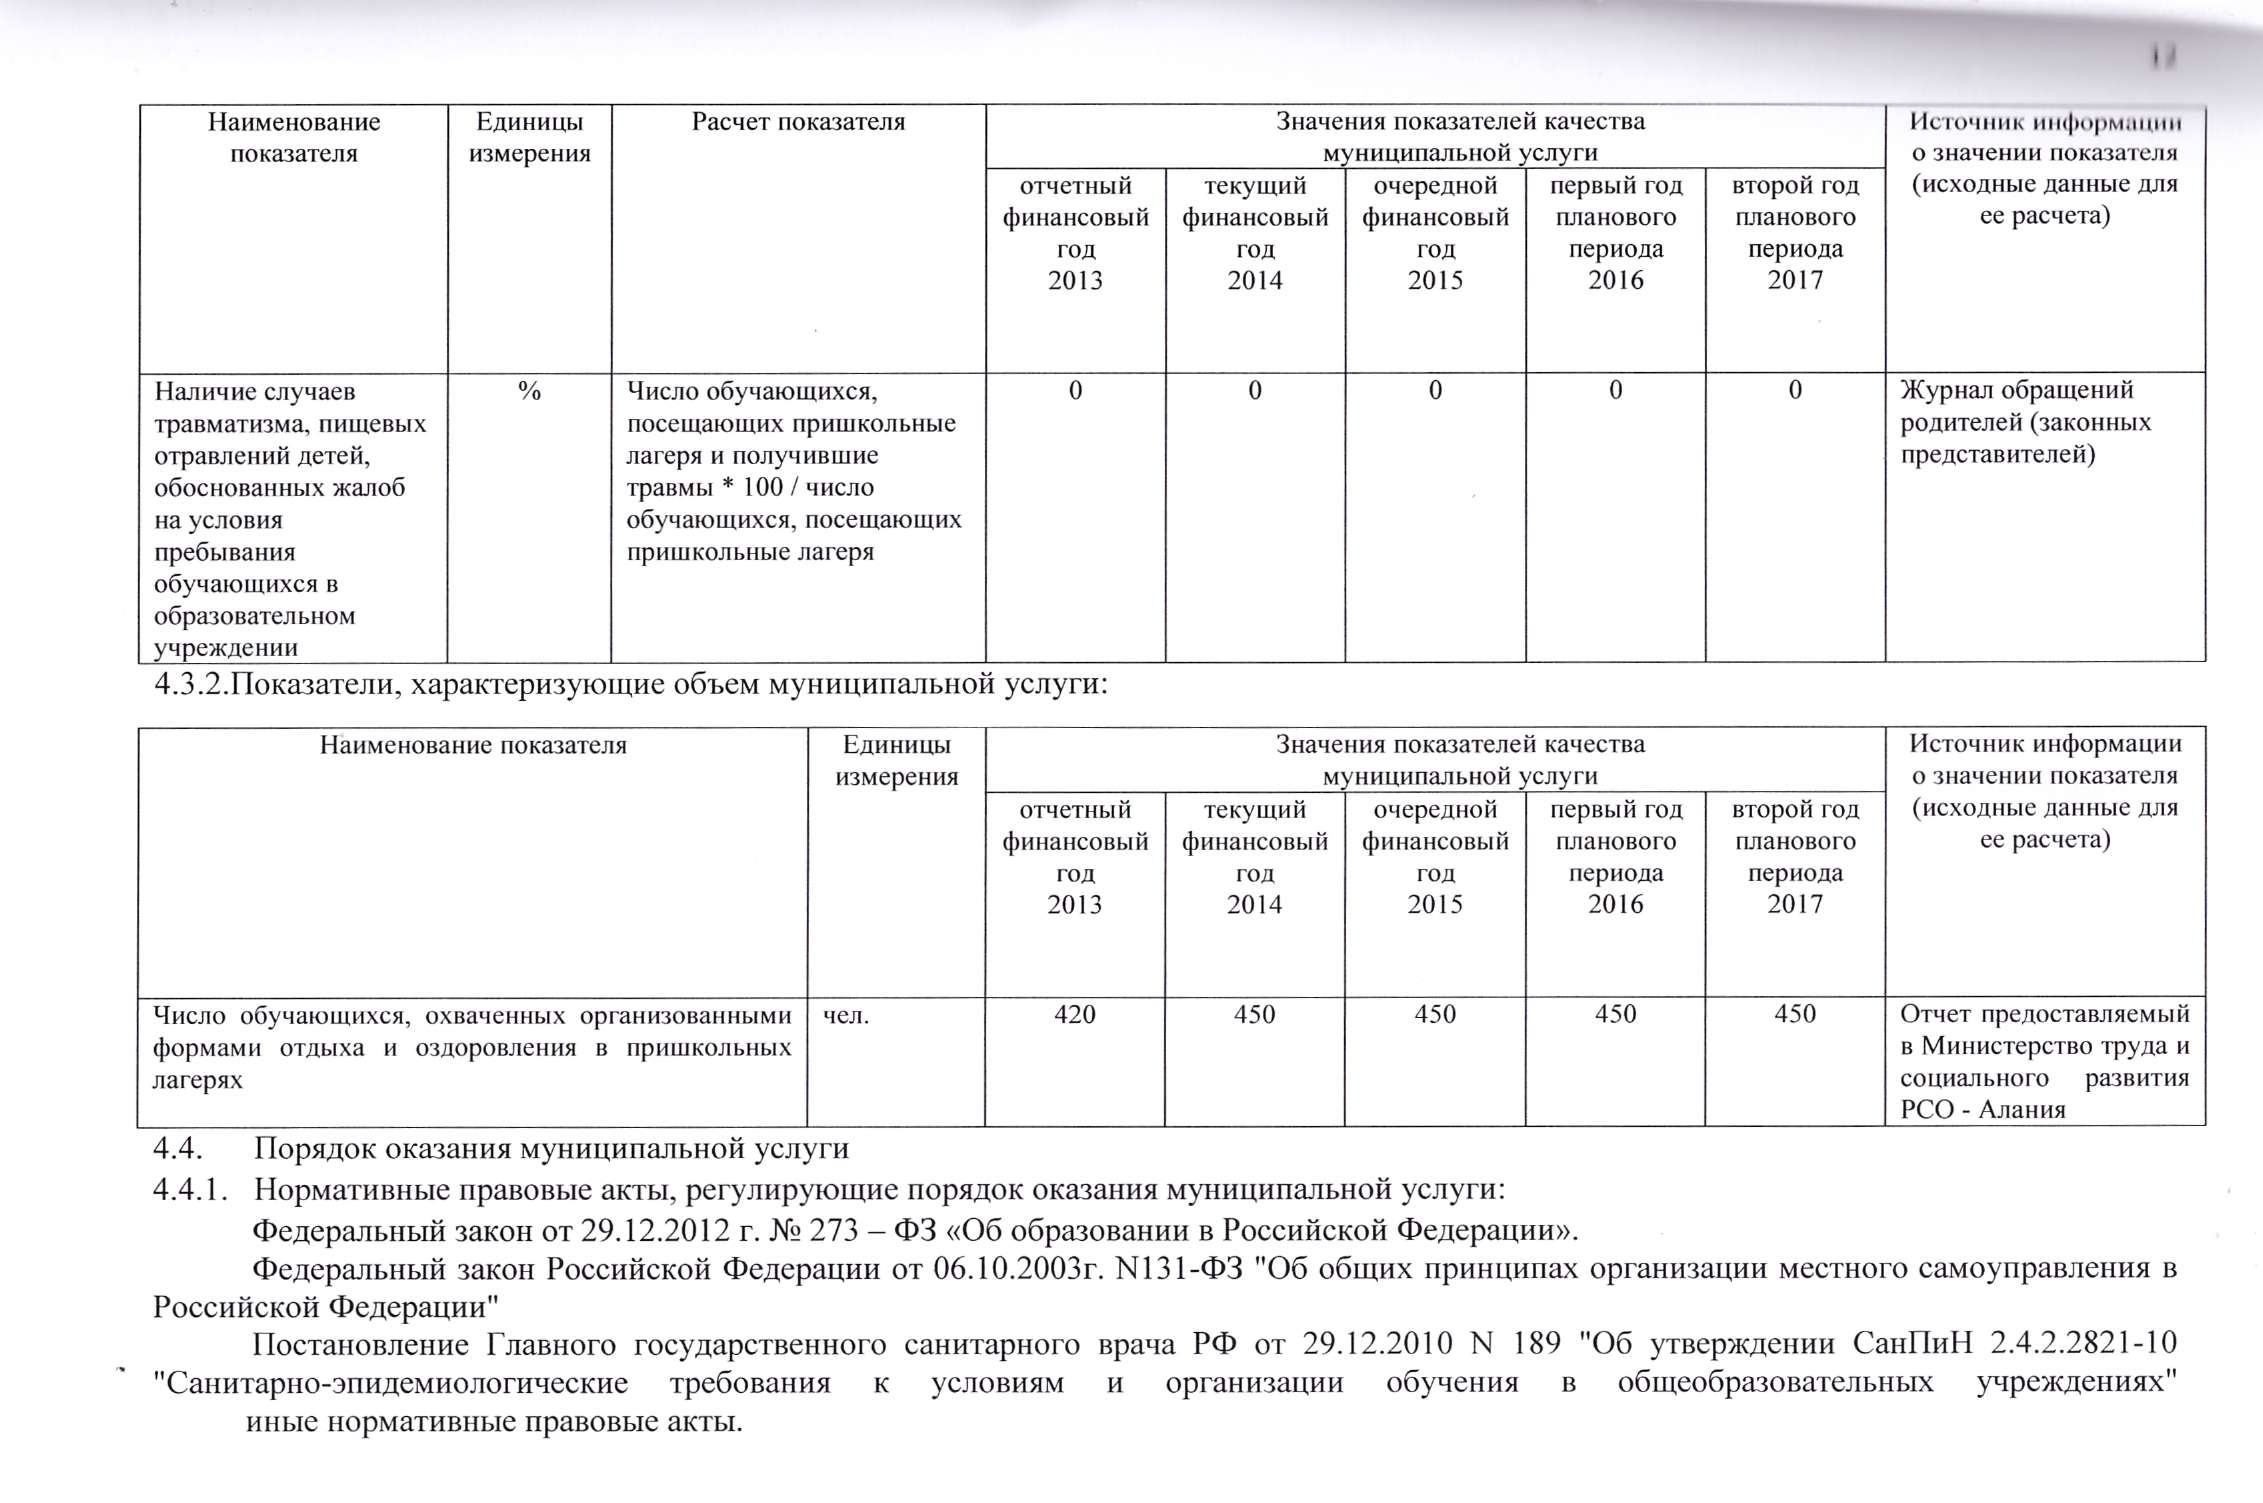 Наименование
показателя
Единицы
измерения
Расчет показателя
Значения показателей качества
муниципальной услуги
Источник информации
о значении показателя
(исходные данные для
ее расчета)
отчетный
финансовый
год
2013
текущий
финансовый
год
2014
очередной
финансовый
год
2015
первый год
планового
периода
2016
второй год
планового
периода
2017
Наличие случаев
травматизма, пищевых
отравлений детей,
обоснованных жалоб
на условия
пребывания
обучающихся в
образовательном
учреждении
%
Число обучающихся,
посещающих пришкольные
лагеря и получившие
травмы * 100 / число
обучающихся, посещающих
пришкольные лагеря
0
0
0
0
0
Журнал обращений
родителей (законных
представителей)
4.3.2.Показатели, характеризующие объем муниципальной услуги:
Наименование показателя
Единицы
измерения
Значения показателей качества
муниципальной услуги
Источник информации
о значении показателя
(исходные данные для
ее расчета)
отчетный
финансовый
год
2013
текущий
финансовый
год
2014
очередной
финансовый
год
2015
первый год
планового
периода
2016
второй год
планового
периода
2017
Число обучающихся, охваченных организованными
формами отдыха и оздоровления в пришкольных
лагерях
чел.
420
450
450
450
450
Отчет предоставляемый
в Министерство труда и
социального развития
РСО - Алания
4.4. Порядок оказания муниципальной услуги
4.4.1. Нормативные правовые акты, регулирующие порядок оказания муниципальной услуги:
Федеральный закон от 29.12.2012 г. № 273 – ФЗ «Об образовании в Российской Федерации».
Федеральный закон Российской Федерации от 06.10.2003г. N131-ФЗ "Об общих принципах организации местного самоуправления в
Российской Федерации"
Постановление Главного государственного санитарного врача РФ от 29.12.2010 N 189 "Об утверждении СанПиН 2.4.2.2821-10
"Санитарно-эпидемиологические требования к условиям и организации обучения в общеобразовательных учреждениях"
иные нормативные правовые акты.